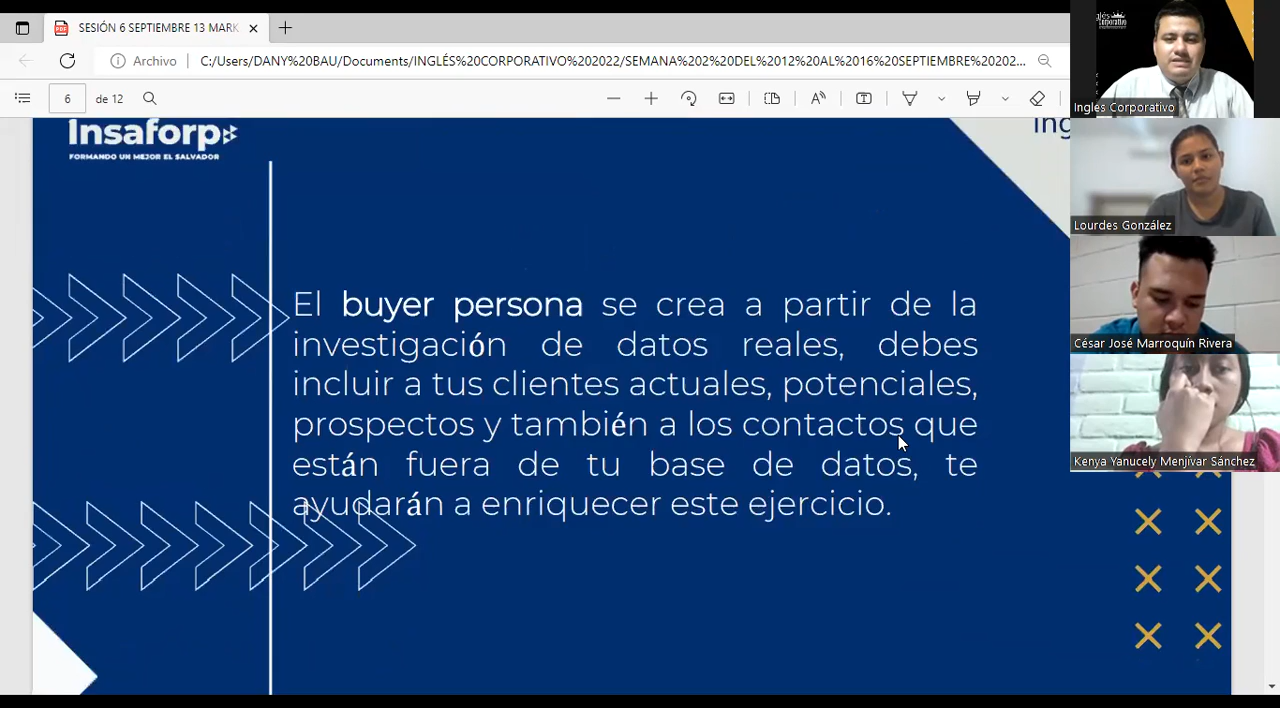 SESIÓN 6 SEPTIEMBRE 13 MARK
Archivo
C:/Users/DANY%20BAU/Documents/INGLÉS%20CORPORATIVO%202022/SEMANA%202%20DEL%2012%20AL%2016%20SEPTIEMBRE%20202...
6 de 12
Insaforp
FORMANDO UN MEJOR EL SALVADOR
Ing
El buyer persona se crea a partir de la
investigación de datos reales, debes
incluir a tus clientes actuales, potenciales,
prospectos y también a los contactos que
están fuera de tu base de datos, te
ayudarán a enriquecer este ejercicio.
Ingles Corporativo
Lourdes González
César José Marroquín Rivera
Kenya Yanucely Menjívar Sánchez